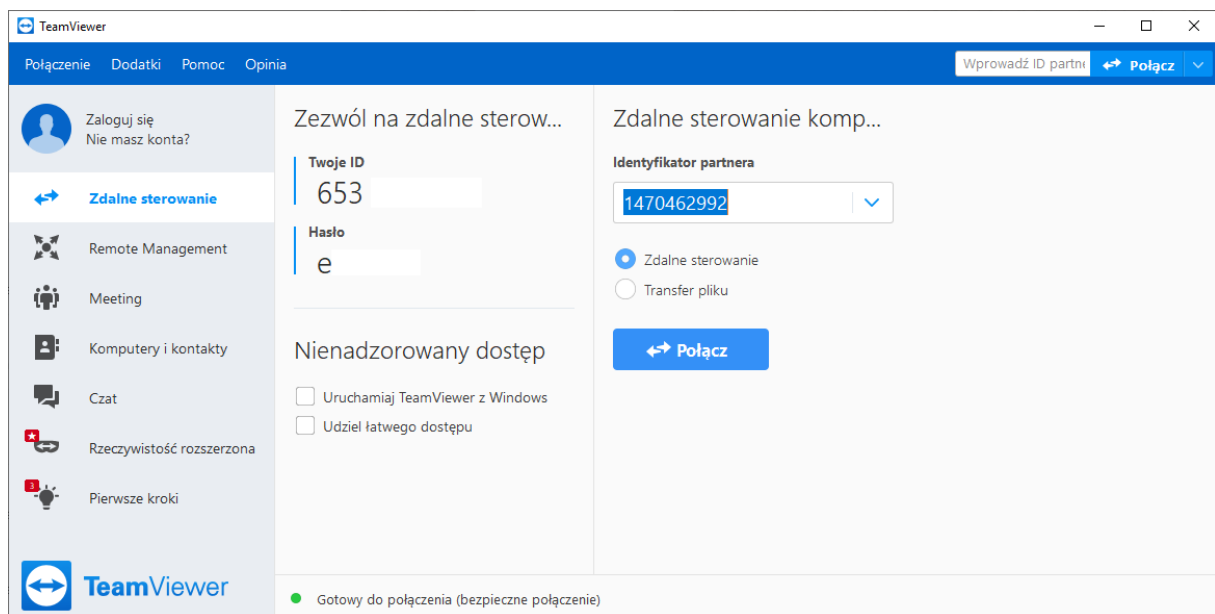 TeamViewer
Połączenie Dodatki Pomoc Opinia
Wprowadź ID partne
Połącz
Zaloguj się
Nie masz konta?
Zdalne sterowanie
Remote Management
Meeting
Komputery i kontakty
Czat
Rzeczywistość rozszerzona
3
Pierwsze kroki
TeamViewer
Zezwól na zdalne sterow...
Twoje ID
653
Hasło
e
Nienadzorowany dostęp
Uruchamiaj TeamViewer z Windows
Udziel łatwego dostępu
Zdalne sterowanie komp...
Identyfikator partnera
1470462992
Zdalne sterowanie
Transfer pliku
Połącz
Gotowy do połączenia (bezpieczne połączenie)